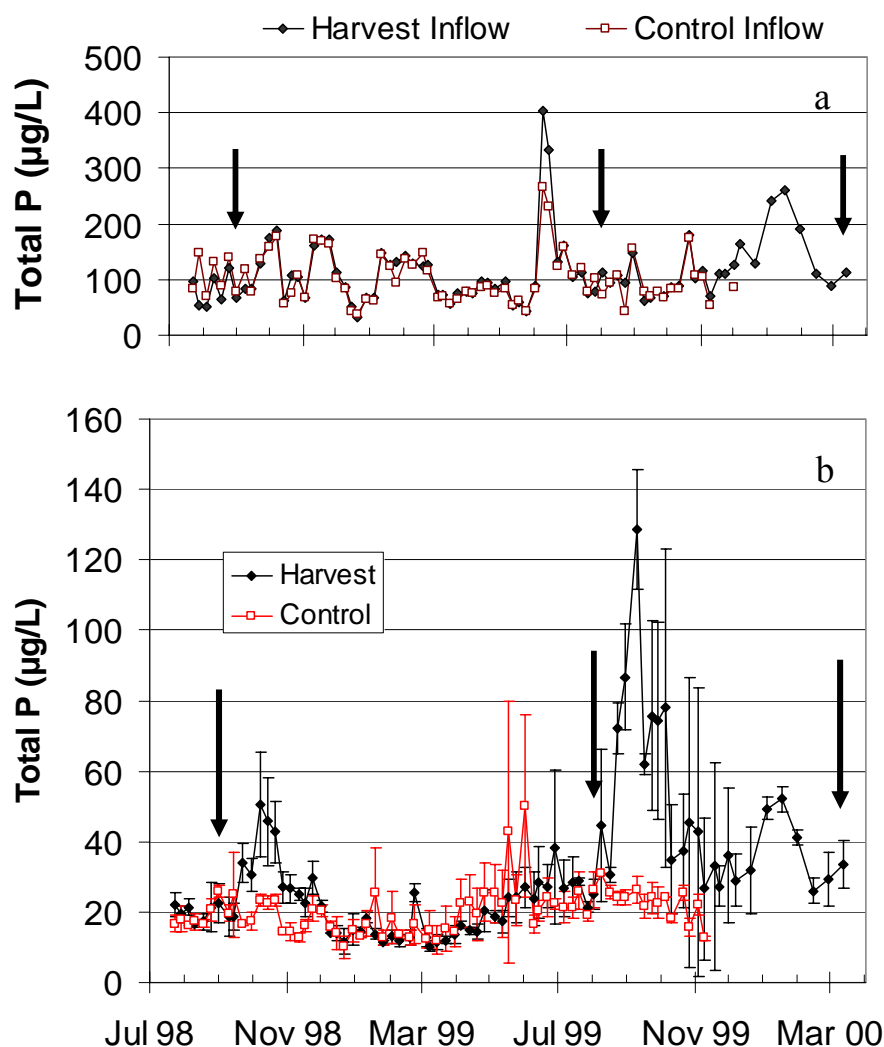 Harvest Inflow Control Inflow
500
400
300
200
100
0
Total P (µg/L)
a
160
140
120
100
80
60
40
20
0
Total P (µg/L)
b
Harvest
Control
Jul 98 Nov 98 Mar 99 Jul 99 Nov 99 Mar 00